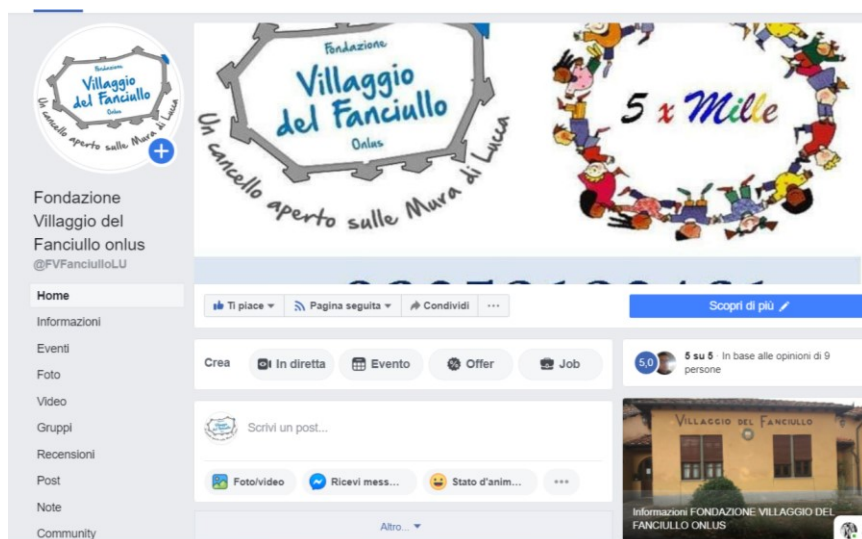 Fondazione
Villaggio
del Fanciullo
Onlus
Un cancello aperto sulle Mura di Lucca
Fondazione
Villaggio
del Fanciullo
Onlus
Un cancello aperto sulle Mura di Lucca
5 x Mille
Fondazione
Villaggio del
Fanciullo onlus
@FVFanciulloLU
Home
Informazioni
Eventi
Foto
Video
Gruppi
Recensioni
Post
Note
Community
Ti piace
Pagina seguita
Condividi
Scopri di più
Crea
In diretta
Evento
Offer
Job
5,0
5 su 5 · In base alle opinioni di 9
persone
Scrivi un post...
Foto/video
Ricevi mess...
Stato d'anim...
Altro...
VILLAGGIO DEL FANCIULLO
Informazioni FONDAZIONE VILLAGGIO DEL
FANCIULLO ONLUS